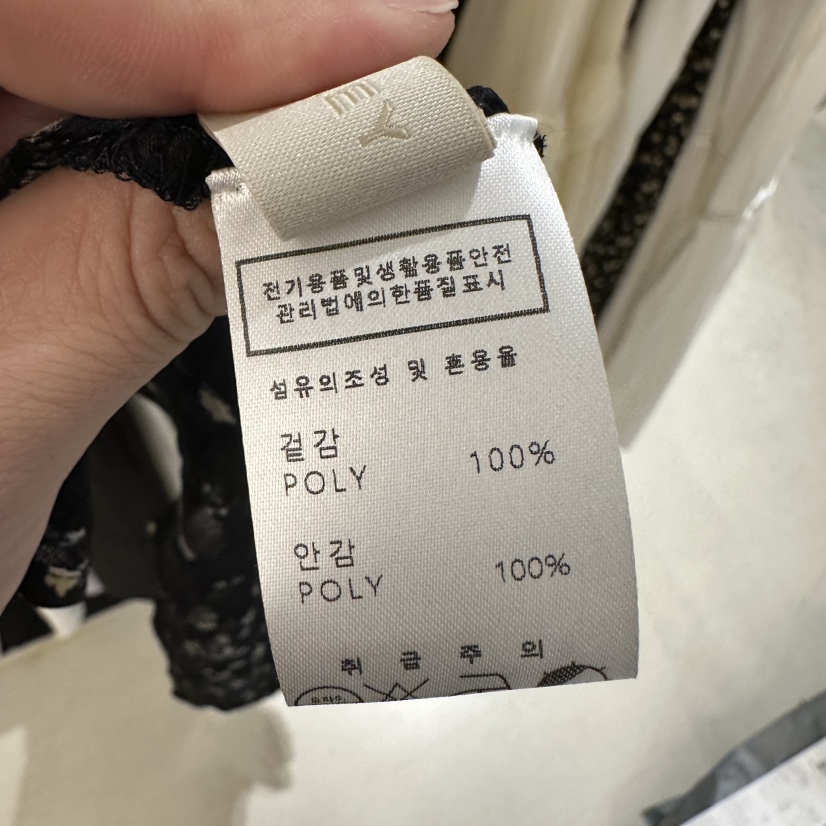 전기용품및생활용품안전
관리법에의한품질표시
섬유의조성 및 혼용율
겉감
POLY 100%
안감
POLY 100%
취급주의